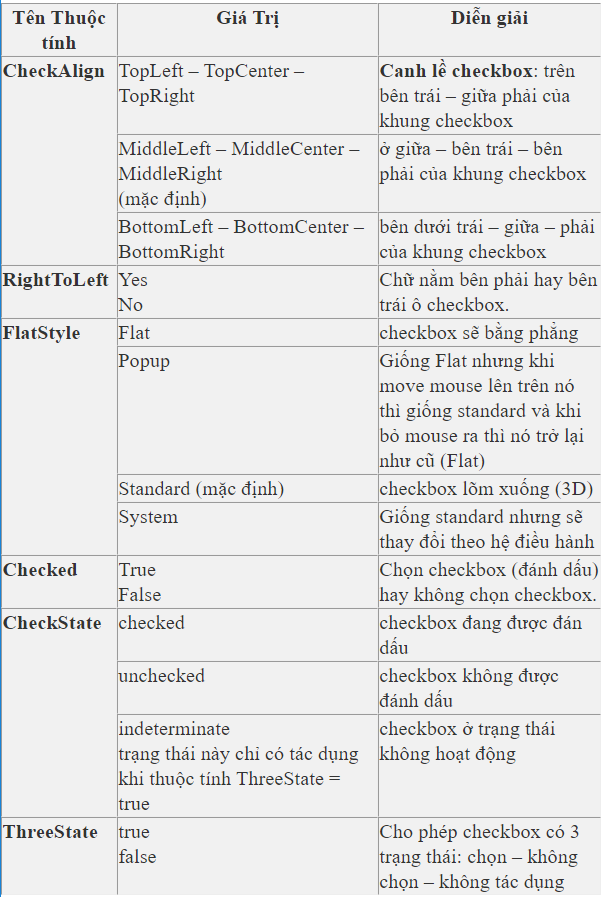 Tên Thuộc tính
Giá Trị
Diễn giải
CheckAlign
TopLeft – TopCenter –
TopRight
Canh lề checkbox: trên
bên trái – giữa phải của
khung checkbox
MiddleLeft – MiddleCenter –
MiddleRight
(mặc định)
ở giữa – bên trái – bên
phải của khung checkbox
BottomLeft – BottomCenter –
BottomRight
bên dưới trái – giữa – phải
của khung checkbox
RightToLeft
Yes
No
Chữ nằm bên phải hay bên
trái ô checkbox.
FlatStyle
Flat
checkbox sẽ bằng phẳng
Popup
Giống Flat nhưng khi
move mouse lên trên nó
thì giống standard và khi
bỏ mouse ra thì nó trở lại
như cũ (Flat)
Standard (mặc định)
checkbox lõm xuống (3D)
System
Giống standard nhưng sẽ
thay đổi theo hệ điều hành
Checked
True
False
Chọn checkbox (đánh dấu)
hay không chọn checkbox.
CheckState
checked
checkbox đang được đán
dấu
unchecked
checkbox không được
đánh dấu
indeterminate
trạng thái này chỉ có tác dụng
khi thuộc tính ThreeState =
true
checkbox ở trạng thái
không hoạt động
ThreeState
true
false
Cho phép checkbox có 3
trạng thái: chọn – không
chọn – không tác dụng